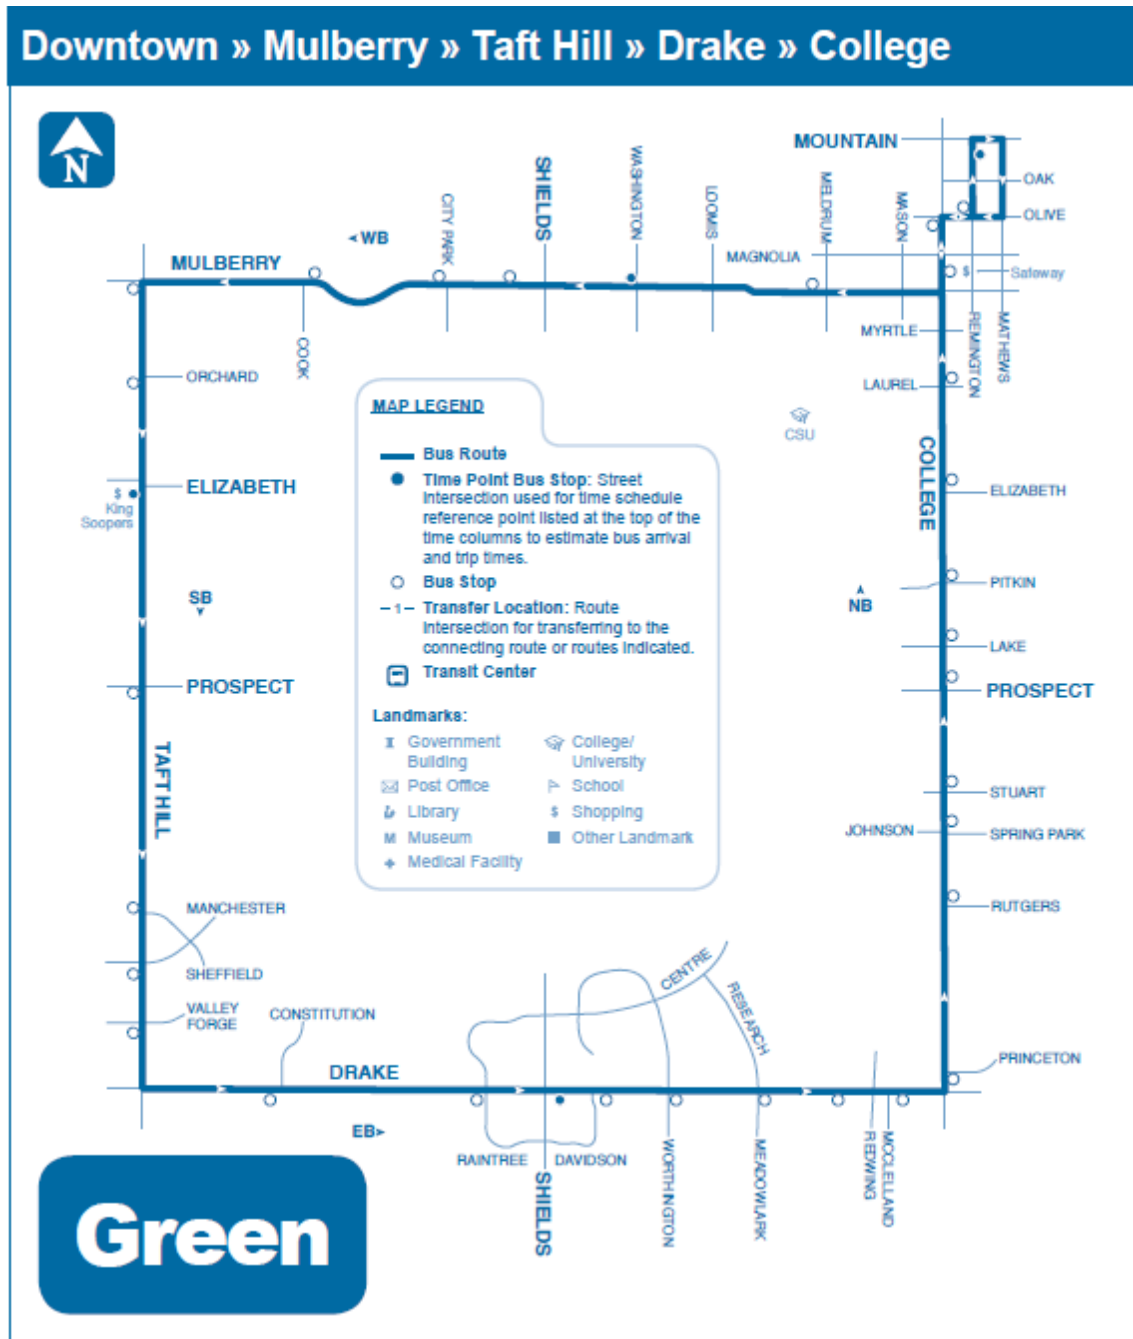 Downtown » Mulberry » Taft Hill » Drake » College
N
MOUNTAIN
OAK
OLIVE
SHIELDS
WASHINGTON
LOOMIS
MELDRUM
MASON
CITY PARK
◄WB
MULBERRY
MAGNOLIA
$ Safeway
COOK
MYRTLE
REMINGTON
MATHEWS
ORCHARD
LAUREL
CSU
COLLEGE
ELIZABETH
$
King
Soopers
ELIZABETH
SB
PITKIN
NB
LAKE
PROSPECT
PROSPECT
TAFT HILL
STUART
JOHNSON
SPRING PARK
RUTGERS
MANCHESTER
SHEFFIELD
VALLEY
FORGE
CONSTITUTION
CENTRE
RESEARCH
DRAKE
PRINCETON
EB►
RAINTREE
DAVIDSON
SHIELDS
WORTHINGTON
MEADOWLARK
REDWING
MCCLELLAND
MAP LEGEND
Bus Route
Time Point Bus Stop: Street
intersection used for time schedule
reference point listed at the top of the
time columns to estimate bus arrival
and trip times.
Bus Stop
1 Transfer Location: Route
intersection for transferring to the
connecting route or routes indicated.
Transit Center
Landmarks:
Government
Building
Post Office
Library
M Museum
Medical Facility
College/
University
School
$ Shopping
Other Landmark
Green